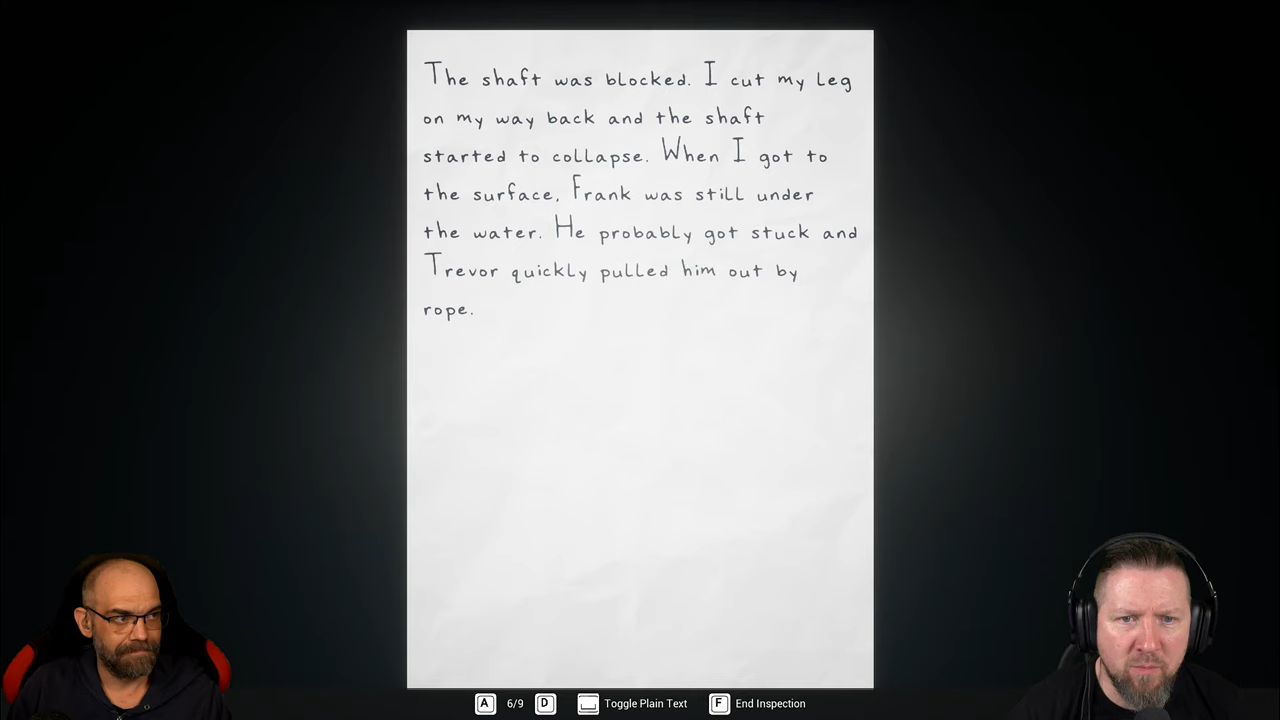 The shaft was blocked. I cut my leg
on my way back and the shaft
started to collapse. When I got to
the surface, Frank was still under
the water. He probably got stuck and
Trevor quickly pulled him out by
rope.
A 6/9 D Toggle Plain Text F End Inspection